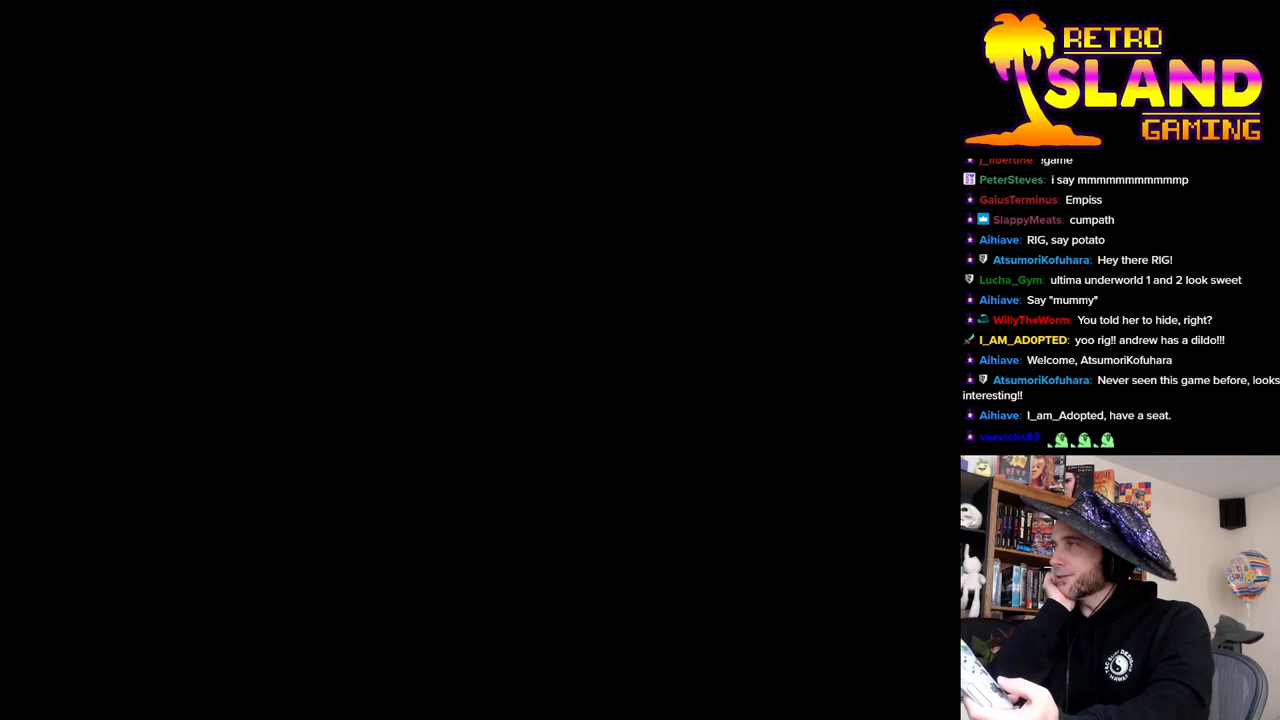 RETRO
ISLAND
GAMING
j_libertine: !game
PeterSteves: i say mmmmmmmmmmmp
GaiusTerminus: Empiss
SlappyMeats: cumpath
Aihiave: RIG, say potato
AtsumoriKofuhara: Hey there RIG!
Lucha_Gym: ultima underworld 1 and 2 look sweet
Aihiave: Say "mummy"
WillyTheWorm: You told her to hide, right?
I_AM_AD0PTED: yoo rig!! andrew has a dildo!!!
Aihiave: Welcome, AtsumoriKofuhara
AtsumoriKofuhara: Never seen this game before, looks
interesting!!
Aihiave: I_am_Adopted, have a seat.
vaevictis83